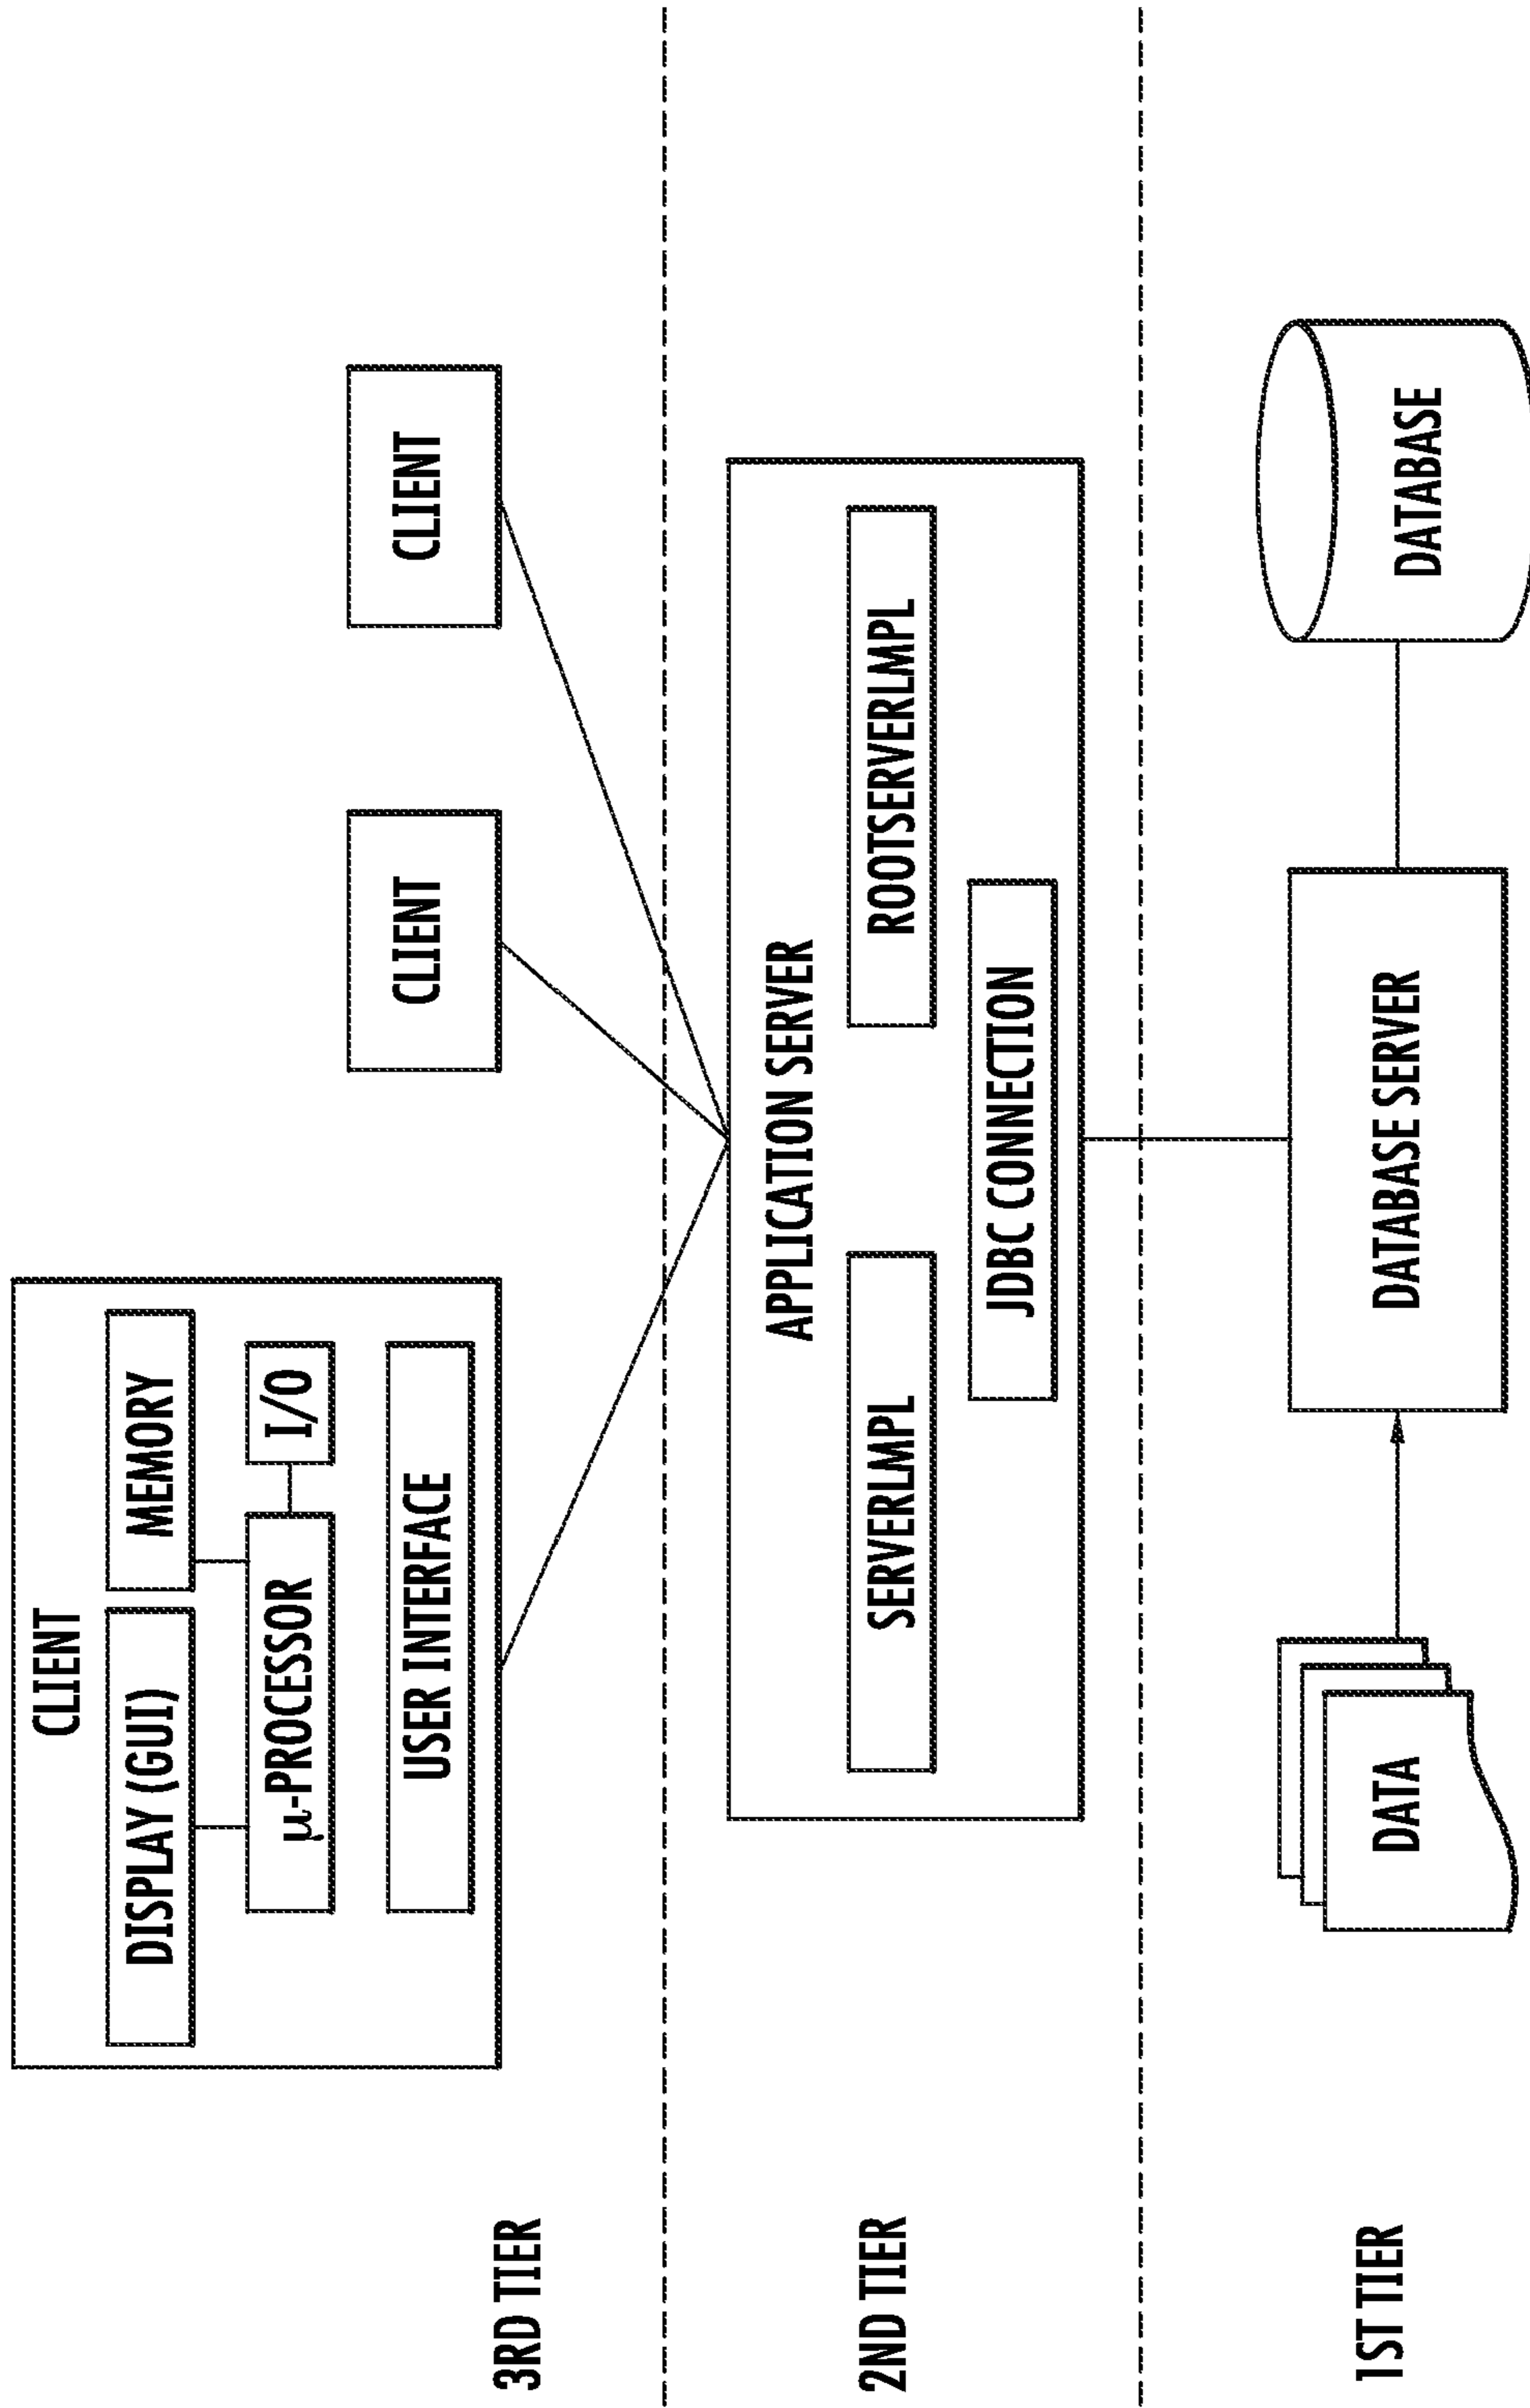 CLIENT
DISPLAY (GUI)
MEMORY
µ-PROCESSOR
I/O
USER INTERFACE
CLIENT
CLIENT
3RD TIER
APPLICATION SERVER
SERVERLMPL
ROOTSERVERLMPL
JDBC CONNECTION
2ND TIER
DATA
DATABASE SERVER
DATABASE
1ST TIER